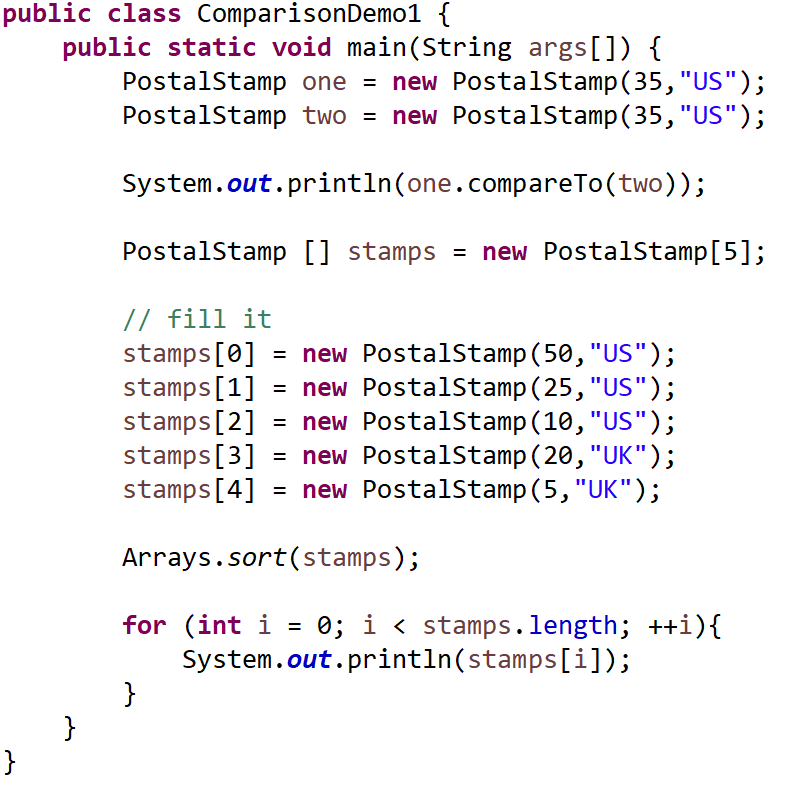 public class ComparisonDemo1 {
    public static void main(String args[]) {
        PostalStamp one = new PostalStamp(35,"US");
        PostalStamp two = new PostalStamp(35,"US");

        System.out.println(one.compareTo(two));

        PostalStamp [] stamps = new PostalStamp[5];

        // fill it
        stamps[0] = new PostalStamp(50,"US");
        stamps[1] = new PostalStamp(25,"US");
        stamps[2] = new PostalStamp(10,"US");
        stamps[3] = new PostalStamp(20,"UK");
        stamps[4] = new PostalStamp(5,"UK");

        Arrays.sort(stamps);

        for (int i = 0; i < stamps.length; ++i){
            System.out.println(stamps[i]);
        }
    }
}